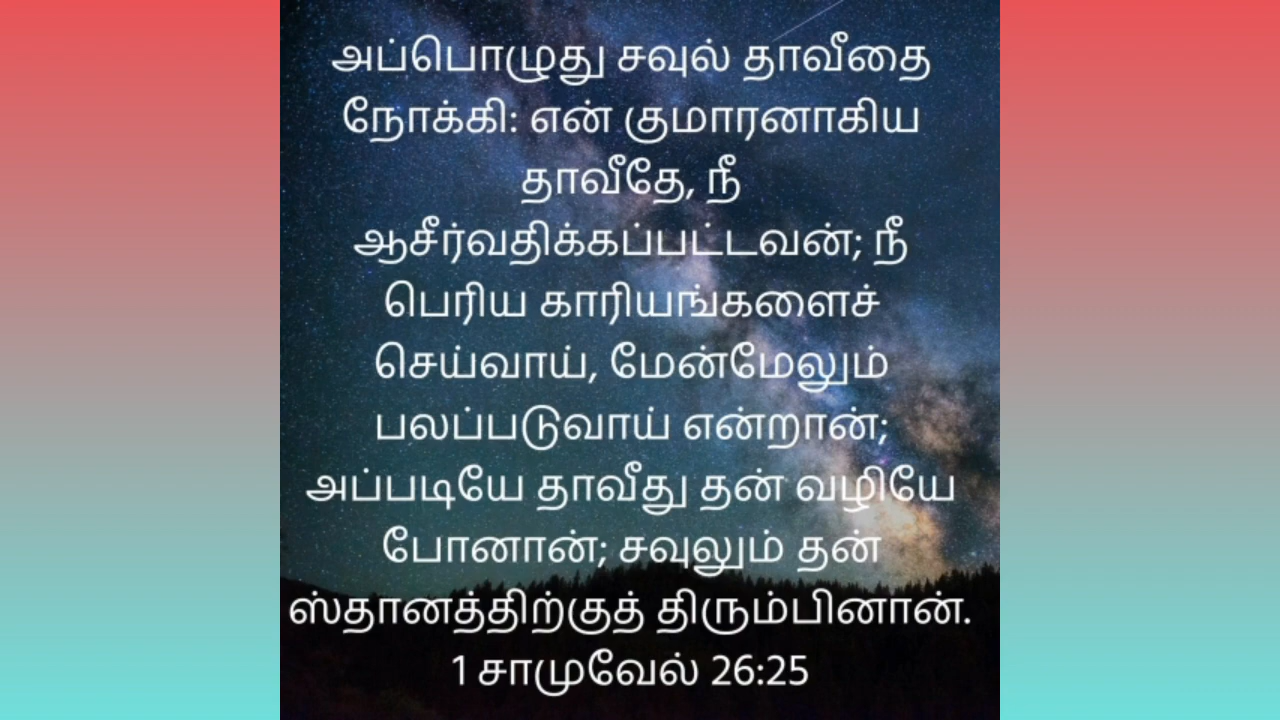 அப்பொழுது சவுல் தாவீதை
நோக்கி: என் குமாரனாகிய
தாவீதே, நீ
ஆசீர்வதிக்கப்பட்டவன்; நீ
பெரிய காரியங்களைச்
செய்வாய், மேன்மேலும்
பலப்படுவாய் என்றான்;
அப்படியே தாவீது தன் வழியே
போனான்; சவுலும் தன்
ஸ்தானத்திற்குத் திரும்பினான்.
1 சாமுவேல் 26:25